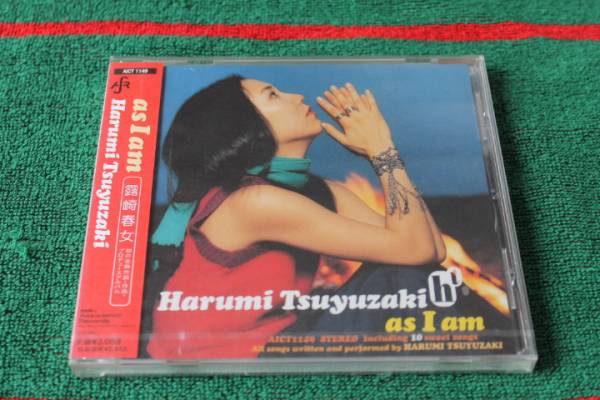 AICT 1149
as I am
Harumi Tsuyuzaki
露崎春女
Harumi Tsuyuzaki
h°
as I am
AICT1149 STEREO Including 10 sweet songs
All songs written and performed by HARUMI TSUYUZAKI